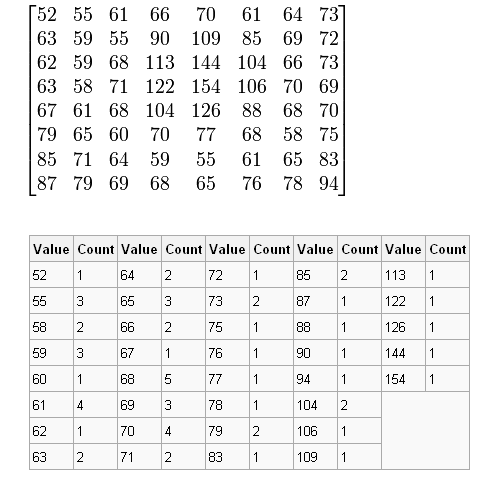 52 55 61 66 70 61 64 73
63 59 55 90 109 85 69 72
62 59 68 113 144 104 66 73
63 58 71 122 154 106 70 69
67 61 68 104 126 88 68 70
79 65 60 70 77 68 58 75
85 71 64 59 55 61 65 83
87 79 69 68 65 76 78 94
Value Count Value Count Value Count Value Count Value Count
52 1 64 2 72 1 85 2 113 1
55 3 65 3 73 2 87 1 122 1
58 2 66 2 75 1 88 1 126 1
59 3 67 1 76 1 90 1 144 1
60 1 68 5 77 1 94 1 154 1
61 4 69 3 78 1 104 2
62 1 70 4 79 2 106 1
63 2 71 2 83 1 109 1